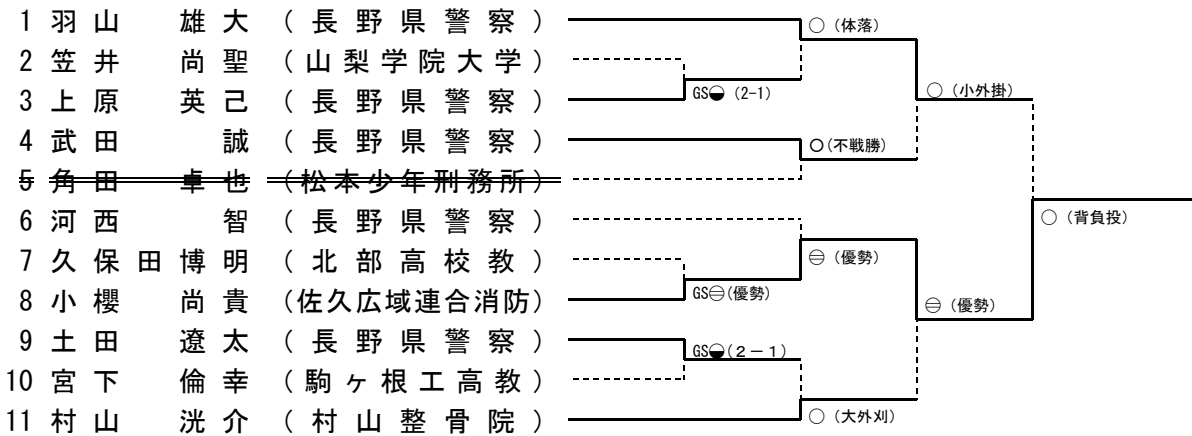 1 羽山 雄大 (長野県警察)
○ (体落)
2 笠井 尚聖 (山梨学院大学)
GS (2-1)
○ (小外掛)
3 上原 英己 (長野県警察)
4 武田 誠 (長野県警察)
○(不戦勝)
5 角田 卓也 (松本少年刑務所)
6 河西 智 (長野県警察)
○ (背負投)
7 久保田博明 (北部高校教)
(優勢)
GS(優勢)
8 小櫻 尚貴 (佐久広域連合消防)
(優勢)
9 土田 遼太 (長野県警察)
GS(2-1)
10 宮下 倫幸 (駒ヶ根工高教)
11 村山 洸介 (村山整骨院)
○ (大外刈)